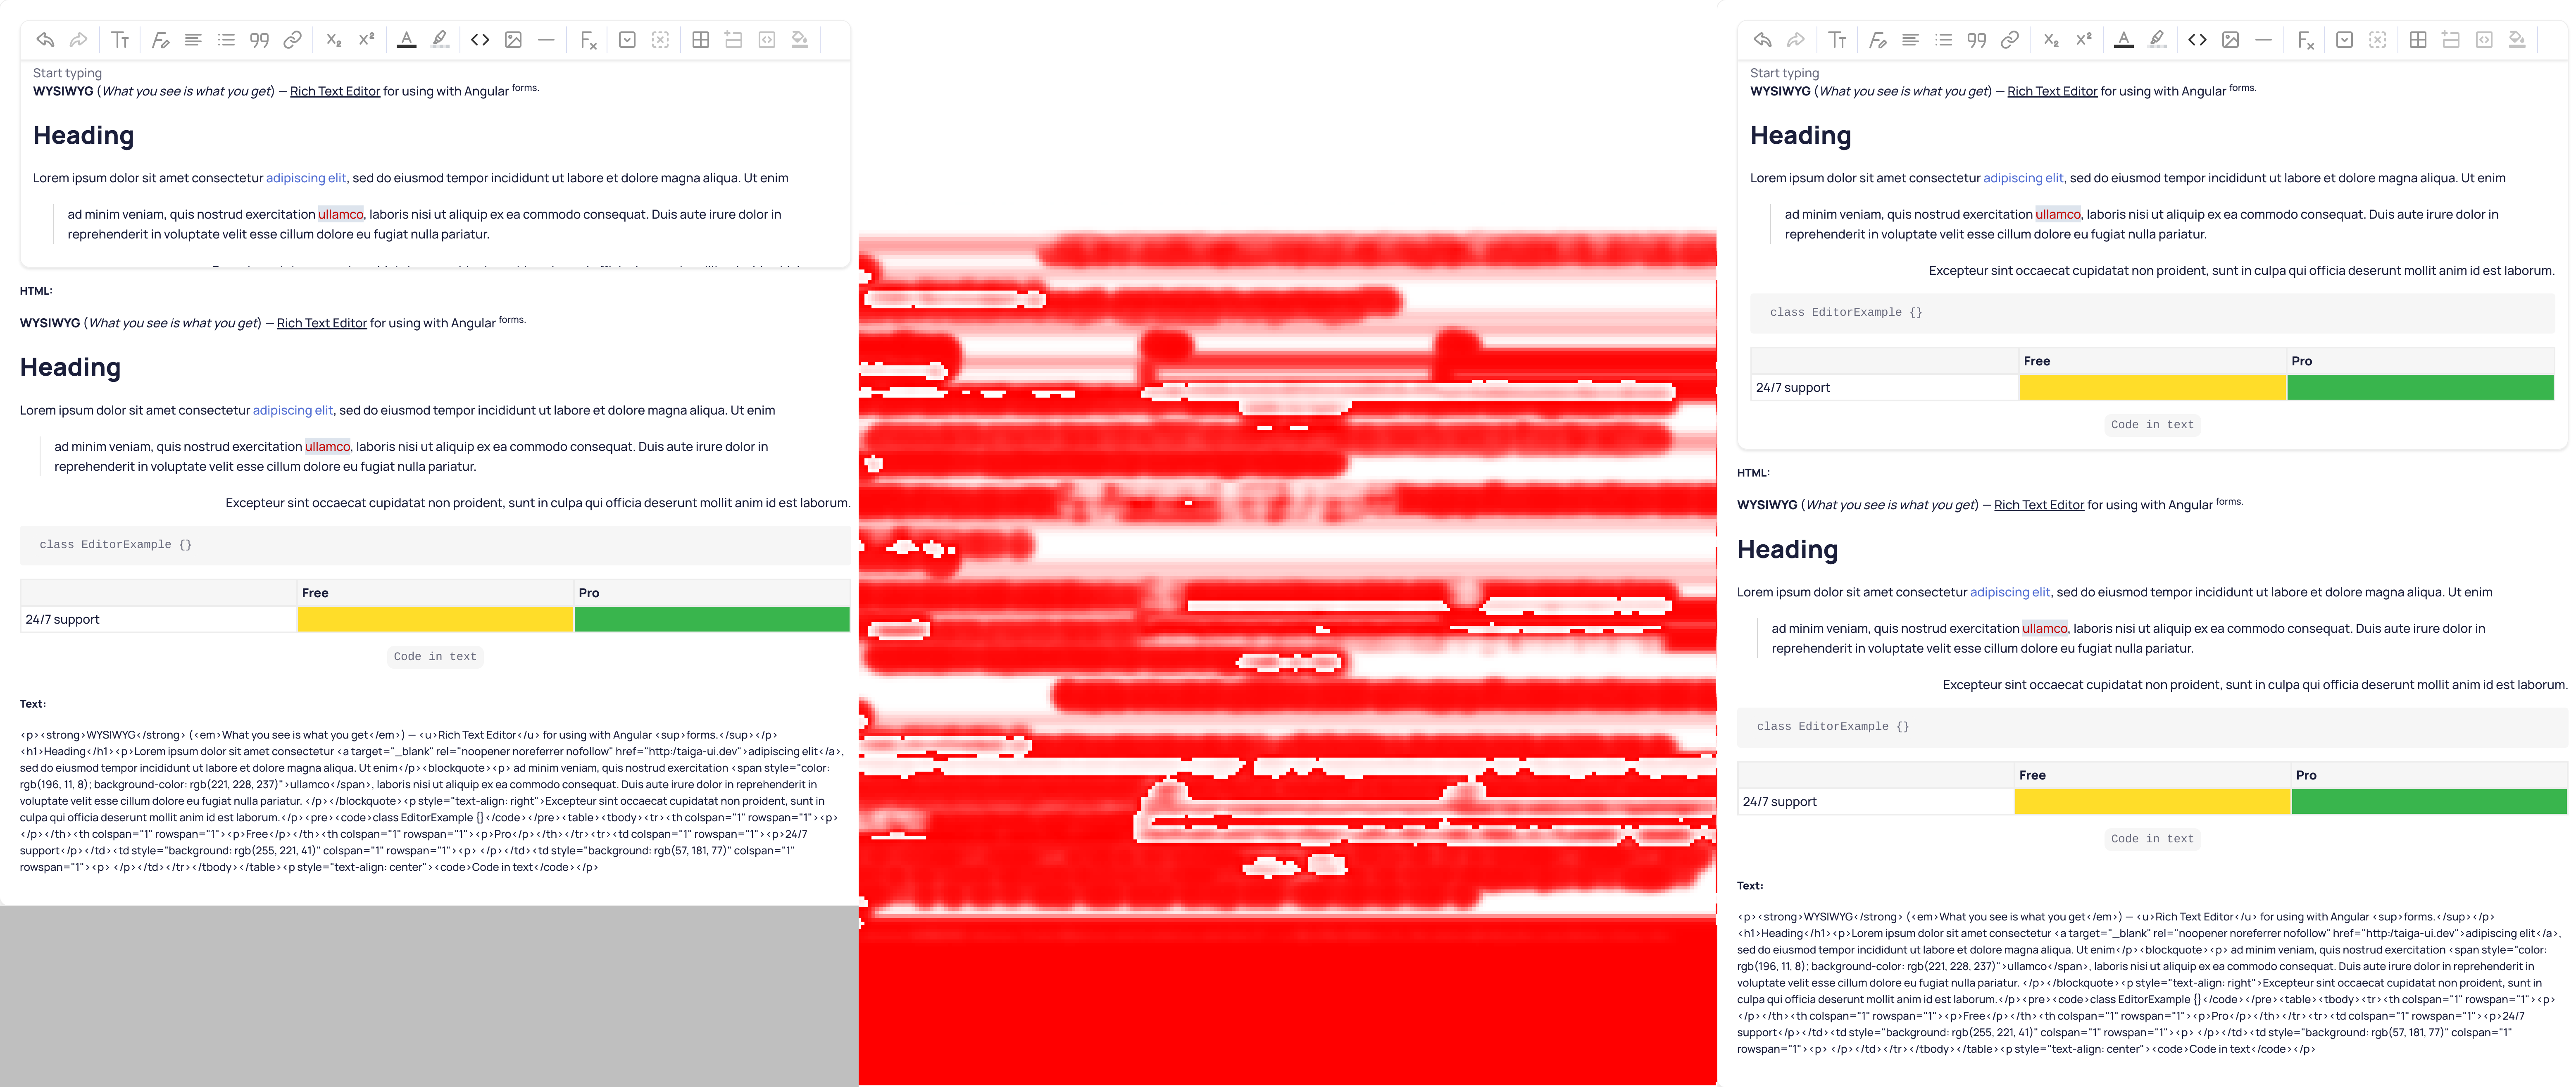 Start typing
WYSIWYG (What you see is what you get) — Rich Text Editor for using with Angular forms.
Heading
Lorem ipsum dolor sit amet consectetur adipiscing elit, sed do eiusmod tempor incididunt ut labore et dolore magna aliqua. Ut enim
ad minim veniam, quis nostrud exercitation ullamco, laboris nisi ut aliquip ex ea commodo consequat. Duis aute irure dolor in
reprehenderit in voluptate velit esse cillum dolore eu fugiat nulla pariatur.
HTML:
WYSIWYG (What you see is what you get) — Rich Text Editor for using with Angular forms.
Heading
Lorem ipsum dolor sit amet consectetur adipiscing elit, sed do eiusmod tempor incididunt ut labore et dolore magna aliqua. Ut enim
ad minim veniam, quis nostrud exercitation ullamco, laboris nisi ut aliquip ex ea commodo consequat. Duis aute irure dolor in
reprehenderit in voluptate velit esse cillum dolore eu fugiat nulla pariatur.
Excepteur sint occaecat cupidatat non proident, sunt in culpa qui officia deserunt mollit anim id est laborum.
class EditorExample {}
Free Pro
24/7 support
Code in text
Text:
<p><strong>WYSIWYG</strong> (<em>What you see is what you get</em>) — <u>Rich Text Editor</u> for using with Angular <sup>forms.</sup></p>
<h1>Heading</h1><p>Lorem ipsum dolor sit amet consectetur <a target="_blank" rel="noopener noreferrer nofollow" href="http:/taiga-ui.dev">adipiscing elit</a>,
sed do eiusmod tempor incididunt ut labore et dolore magna aliqua. Ut enim</p><blockquote><p> ad minim veniam, quis nostrud exercitation <span style="color:
rgb(196, 11, 8); background-color: rgb(221, 228, 237)">ullamco</span>, laboris nisi ut aliquip ex ea commodo consequat. Duis aute irure dolor in reprehenderit in
voluptate velit esse cillum dolore eu fugiat nulla pariatur. </p></blockquote><p style="text-align: right">Excepteur sint occaecat cupidatat non proident, sunt in
culpa qui officia deserunt mollit anim id est laborum.</p><pre><code>class EditorExample {}</code></pre><table><tbody><tr><th colspan="1" rowspan="1"><p>
</p></th><th colspan="1" rowspan="1"><p>Free</p></th><th colspan="1" rowspan="1"><p>Pro</p></th></tr><tr><td colspan="1" rowspan="1"><p>24/7
support</p></td><td style="background: rgb(255, 221, 41)" colspan="1" rowspan="1"><p> </p></td><td style="background: rgb(57, 181, 77)" colspan="1"
rowspan="1"><p> </p></td></tr></tbody></table><p style="text-align: center"><code>Code in text</code></p>
Start typing
WYSIWYG (What you see is what you get) — Rich Text Editor for using with Angular forms.
Heading
Lorem ipsum dolor sit amet consectetur adipiscing elit, sed do eiusmod tempor incididunt ut labore et dolore magna aliqua. Ut enim
ad minim veniam, quis nostrud exercitation ullamco, laboris nisi ut aliquip ex ea commodo consequat. Duis aute irure dolor in
reprehenderit in voluptate velit esse cillum dolore eu fugiat nulla pariatur.
Excepteur sint occaecat cupidatat non proident, sunt in culpa qui officia deserunt mollit anim id est laborum.
class EditorExample {}
Free Pro
24/7 support
Code in text
HTML:
WYSIWYG (What you see is what you get) — Rich Text Editor for using with Angular forms.
Heading
Lorem ipsum dolor sit amet consectetur adipiscing elit, sed do eiusmod tempor incididunt ut labore et dolore magna aliqua. Ut enim
ad minim veniam, quis nostrud exercitation ullamco, laboris nisi ut aliquip ex ea commodo consequat. Duis aute irure dolor in
reprehenderit in voluptate velit esse cillum dolore eu fugiat nulla pariatur.
Excepteur sint occaecat cupidatat non proident, sunt in culpa qui officia deserunt mollit anim id est laborum.
class EditorExample {}
Free Pro
24/7 support
Code in text
Text:
<p><strong>WYSIWYG</strong> (<em>What you see is what you get</em>) — <u>Rich Text Editor</u> for using with Angular <sup>forms.</sup></p>
<h1>Heading</h1><p>Lorem ipsum dolor sit amet consectetur <a target="_blank" rel="noopener noreferrer nofollow" href="http:/taiga-ui.dev">adipiscing elit</a>,
sed do eiusmod tempor incididunt ut labore et dolore magna aliqua. Ut enim</p><blockquote><p> ad minim veniam, quis nostrud exercitation <span style="color:
rgb(196, 11, 8); background-color: rgb(221, 228, 237)">ullamco</span>, laboris nisi ut aliquip ex ea commodo consequat. Duis aute irure dolor in reprehenderit in
voluptate velit esse cillum dolore eu fugiat nulla pariatur. </p></blockquote><p style="text-align: right">Excepteur sint occaecat cupidatat non proident, sunt in
culpa qui officia deserunt mollit anim id est laborum.</p><pre><code>class EditorExample {}</code></pre><table><tbody><tr><th colspan="1" rowspan="1"><p>
</p></th><th colspan="1" rowspan="1"><p>Free</p></th><th colspan="1" rowspan="1"><p>Pro</p></th></tr><tr><td colspan="1" rowspan="1"><p>24/7
support</p></td><td style="background: rgb(255, 221, 41)" colspan="1" rowspan="1"><p> </p></td><td style="background: rgb(57, 181, 77)" colspan="1"
rowspan="1"><p> </p></td></tr></tbody></table><p style="text-align: center"><code>Code in text</code></p>